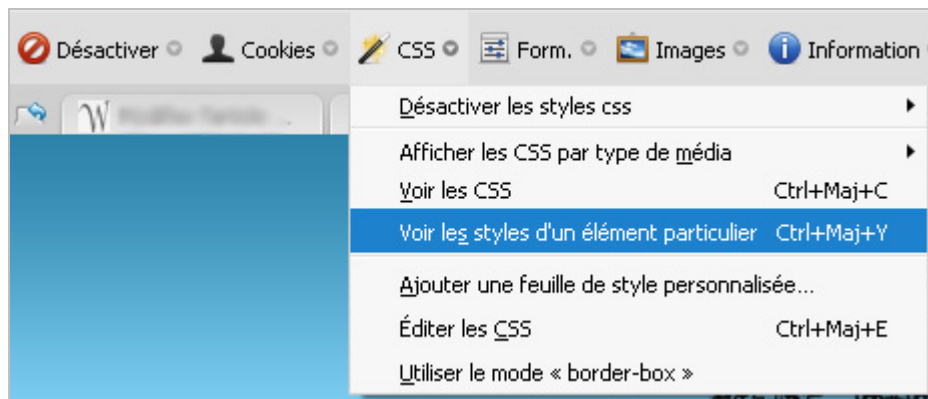 Désactiver Cookies CSS Form. Images Information
W
Désactiver les styles css
Afficher les CSS par type de média
Voir les CSS Ctrl+Maj+C
Voir les styles d'un élément particulier Ctrl+Maj+Y
Ajouter une feuille de style personnalisée...
Éditer les CSS Ctrl+Maj+E
Utiliser le mode « border-box »